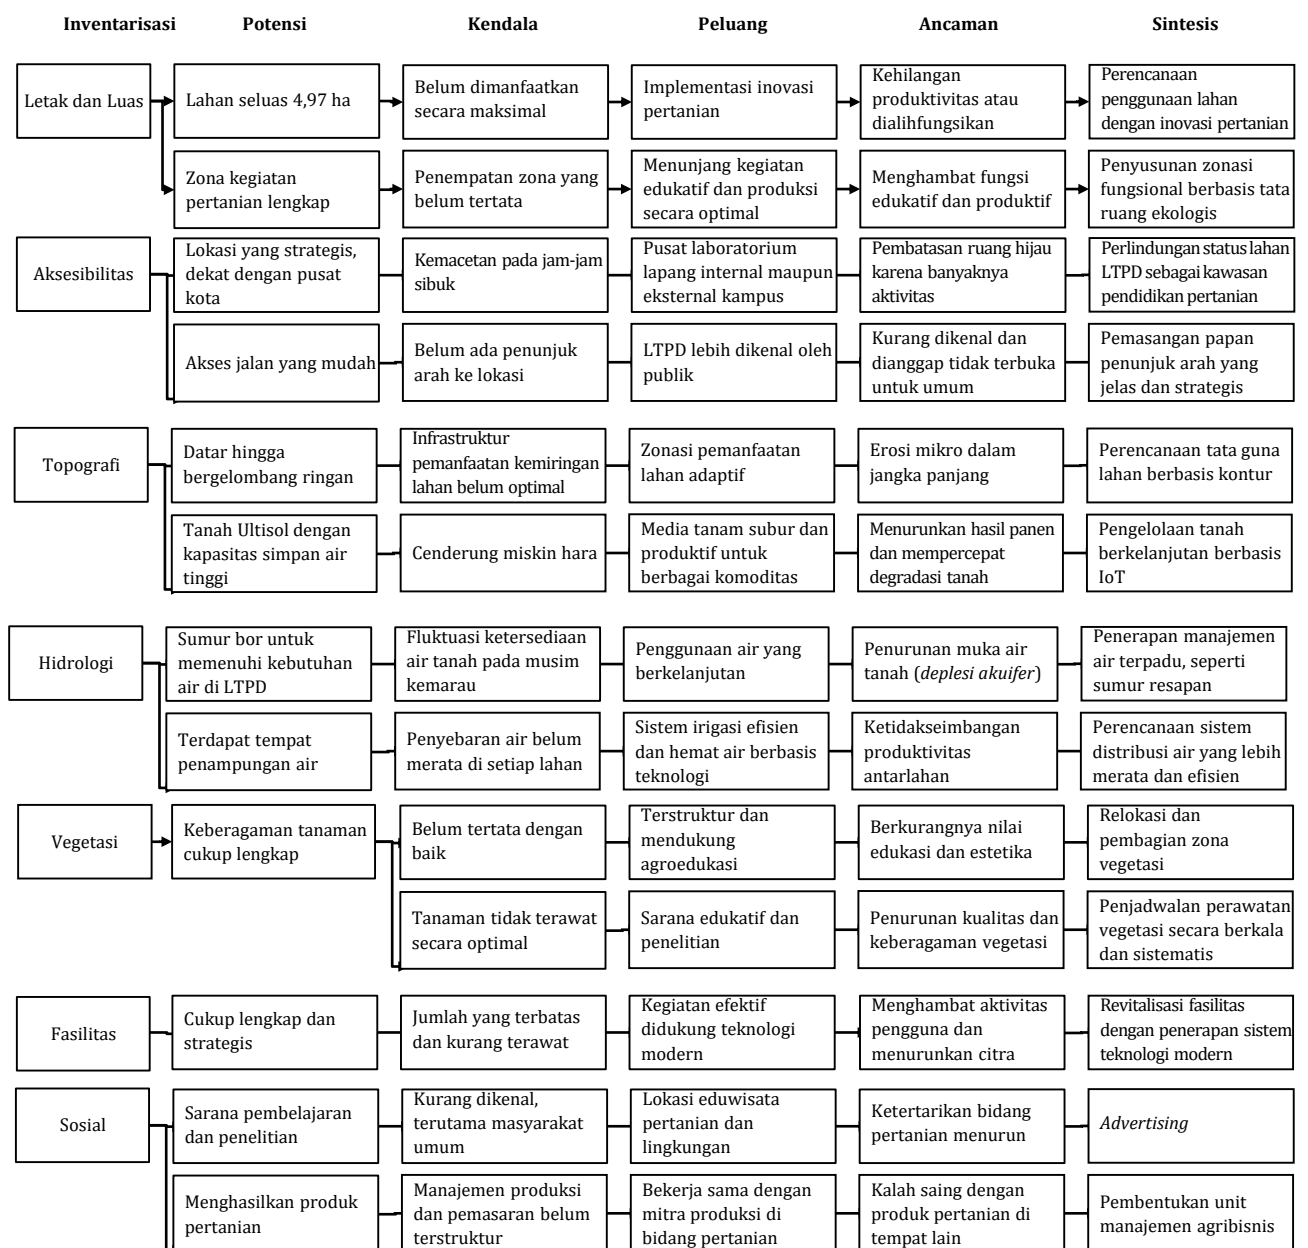 Inventarisasi Potensi Kendala Peluang Ancaman Sintesis
Letak dan Luas
Lahan seluas 4,97 ha
Belum dimanfaatkan
secara maksimal
Implementasi inovasi
pertanian
Kehilangan
produktivitas atau
dialihfungsikan
Perencanaan
penggunaan lahan
dengan inovasi pertanian
Zona kegiatan
pertanian lengkap
Penempatan zona yang
belum tertata
Menunjang kegiatan
edukatif dan produksi
secara optimal
Menghambat fungsi
edukatif dan produktif
Penyusunan zonasi
fungsional berbasis tata
ruang ekologis
Aksesibilitas
Lokasi yang strategis,
dekat dengan pusat
kota
Kemacetan pada jam-jam
sibuk
Pusat laboratorium
lapang internal maupun
eksternal kampus
Pembatasan ruang hijau
karena banyaknya
aktivitas
Perlindungan status lahan
LTPD sebagai kawasan
pendidikan pertanian
Akses jalan yang mudah
Belum ada penunjuk
arah ke lokasi
LTPD lebih dikenal oleh
publik
Kurang dikenal dan
dianggap tidak terbuka
untuk umum
Pemasangan papan
penunjuk arah yang
jelas dan strategis
Topografi
Datar hingga
bergelombang ringan
Infrastruktur
pemanfaatan kemiringan
lahan belum optimal
Zonasi pemanfaatan
lahan adaptif
Erosi mikro dalam
jangka panjang
Perencanaan tata guna
lahan berbasis kontur
Tanah Ultisol dengan
kapasitas simpan air
tinggi
Cenderung miskin hara
Media tanam subur dan
produktif untuk
berbagai komoditas
Menurunkan hasil panen
dan mempercepat
degradasi tanah
Pengelolaan tanah
berkelanjutan berbasis
IoT
Hidrologi
Sumur bor untuk
memenuhi kebutuhan
air di LTPD
Fluktuasi ketersediaan
air tanah pada musim
kemarau
Penggunaan air yang
berkelanjutan
Penurunan muka air
tanah (deplesi akuifer)
Penerapan manajemen
air terpadu, seperti
sumur resapan
Terdapat tempat
penampungan air
Penyebaran air belum
merata di setiap lahan
Sistem irigasi efisien
dan hemat air berbasis
teknologi
Ketidakseimbangan
produktivitas
antarlahan
Perencanaan sistem
distribusi air yang lebih
merata dan efisien
Vegetasi
Keberagaman tanaman
cukup lengkap
Belum tertata dengan
baik
Terstruktur dan
mendukung
agroedukasi
Berkurangnya nilai
edukasi dan estetika
Relokasi dan
pembagian zona
vegetasi
Tanaman tidak terawat
secara optimal
Sarana edukatif dan
penelitian
Penurunan kualitas dan
keberagaman vegetasi
Penjadwalan perawatan
vegetasi secara berkala
dan sistematis
Fasilitas
Cukup lengkap dan
strategis
Jumlah yang terbatas
dan kurang terawat
Kegiatan efektif
didukung teknologi
modern
Menghambat aktivitas
pengguna dan
menurunkan citra
Revitalisasi fasilitas
dengan penerapan sistem
teknologi modern
Sosial
Sarana pembelajaran
dan penelitian
Kurang dikenal,
terutama masyarakat
umum
Lokasi eduwisata
pertanian dan
lingkungan
Ketertarikan bidang
pertanian menurun
Advertising
Menghasilkan produk
pertanian
Manajemen produksi
dan pemasaran belum
terstruktur
Bekerja sama dengan
mitra produksi di
bidang pertanian
Kalah saing dengan
produk pertanian di
tempat lain
Pembentukan unit
manajemen agribisnis